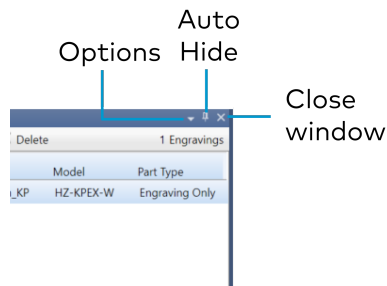 Auto
Options Hide
Close
window
Delete 1 Engravings
Model Part Type
_KP HZ-KPEX-W Engraving Only